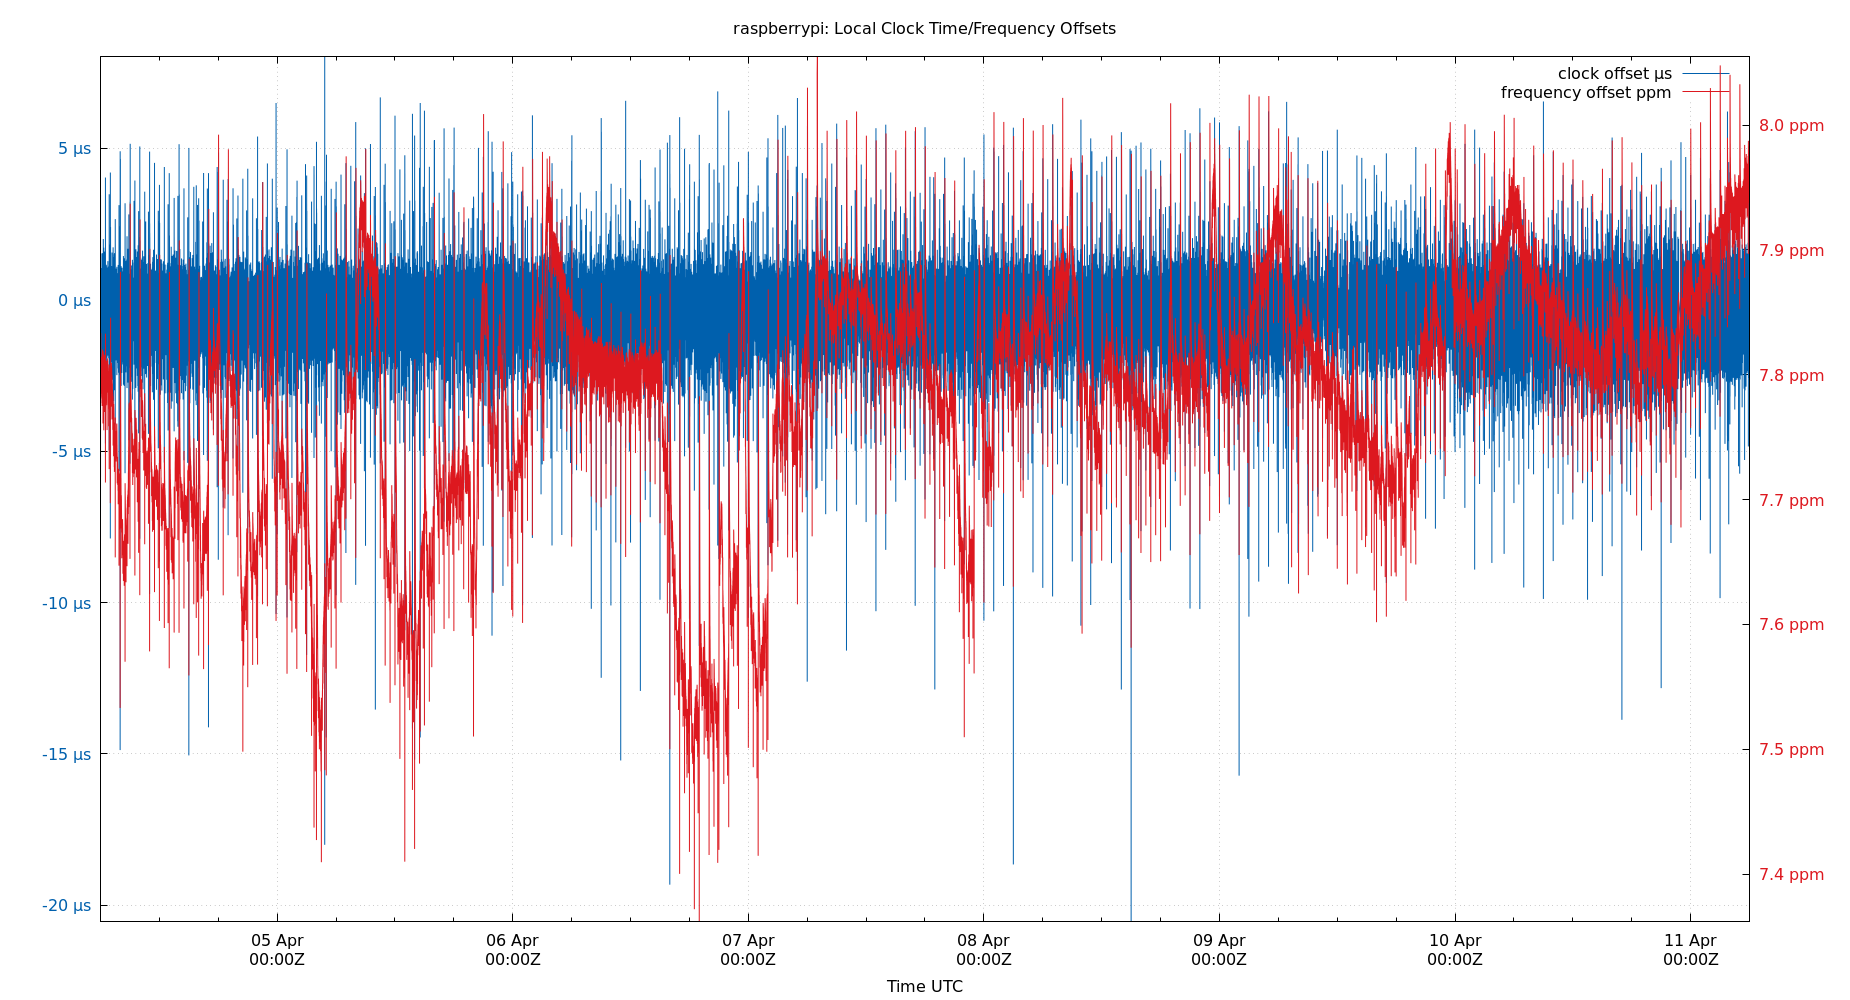 raspberrypi: Local Clock Time/Frequency Offsets
clock offset µs
frequency offset ppm
5 µs
0 µs
-5 µs
-10 µs
-15 µs
-20 µs
8.0 ppm
7.9 ppm
7.8 ppm
7.7 ppm
7.6 ppm
7.5 ppm
7.4 ppm
05 Apr
00:00Z
06 Apr
00:00Z
07 Apr
00:00Z
08 Apr
00:00Z
09 Apr
00:00Z
10 Apr
00:00Z
11 Apr
00:00Z
Time UTC